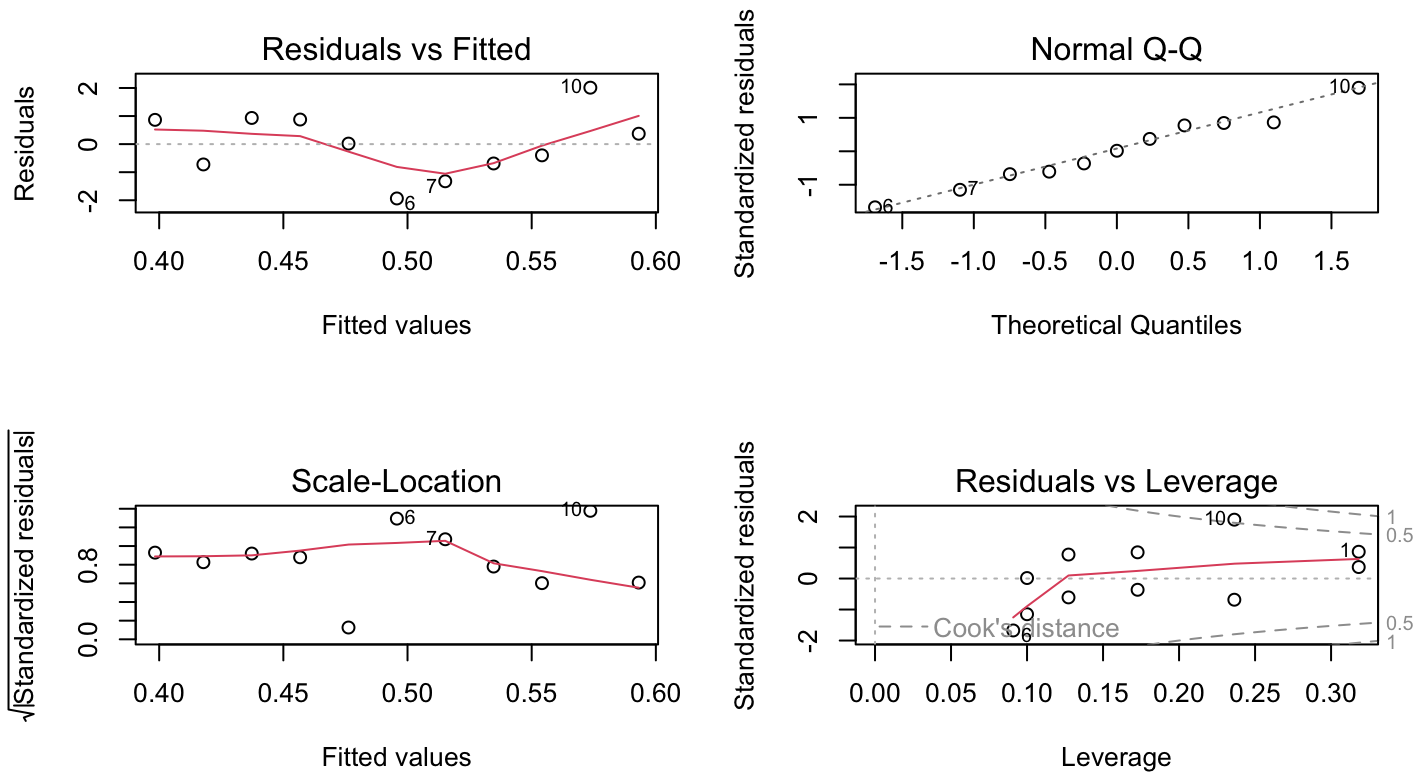 Residuals vs Fitted
Residuals
2
0
-2
10
7
6
0.40 0.45 0.50 0.55 0.60
Fitted values
Normal Q-Q
Standardized residuals
1
-1
10
7
6
-1.5 -1.0 -0.5 0.0 0.5 1.0 1.5
Theoretical Quantiles
Scale-Location
√|Standardized residuals|
0.8
0.0
10
6
7
0.40 0.45 0.50 0.55 0.60
Fitted values
Residuals vs Leverage
Standardized residuals
2
0
-2
10
1
6
Cook's distance
1
0.5
0.5
1
0.00 0.05 0.10 0.15 0.20 0.25 0.30
Leverage